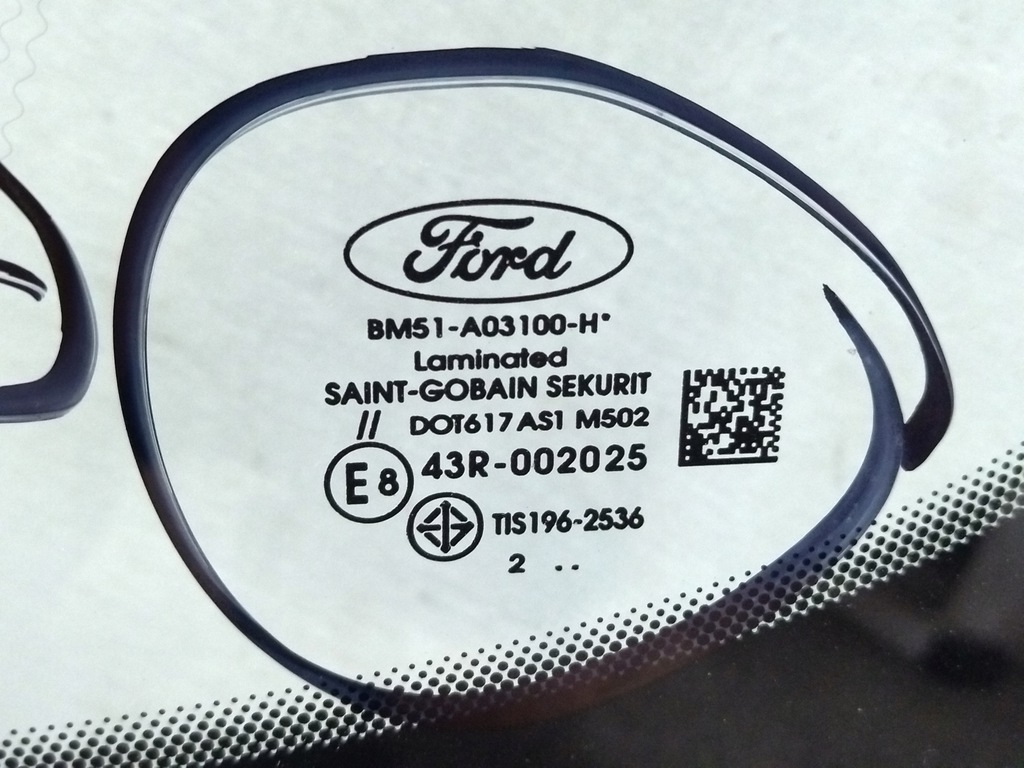 Ford
BM51-A03100-H*
Laminated
SAINT-GOBAIN SEKURIT
// DOT617 AS1 M502
E8 43R-002025
TIS196-2536
2 ..